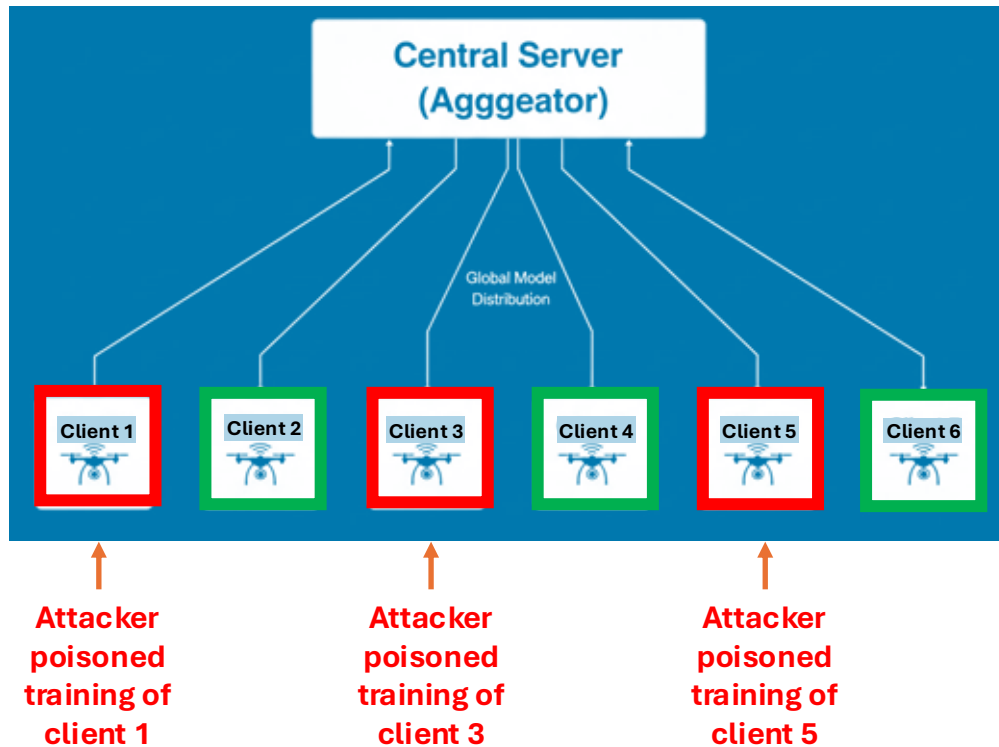 Central Server
(Agggeator)
Global Model
Distribution
Client 1
Client 2
Client 3
Client 4
Client 5
Client 6
Attacker
poisoned
training of
client 1
Attacker
poisoned
training of
client 3
Attacker
poisoned
training of
client 5